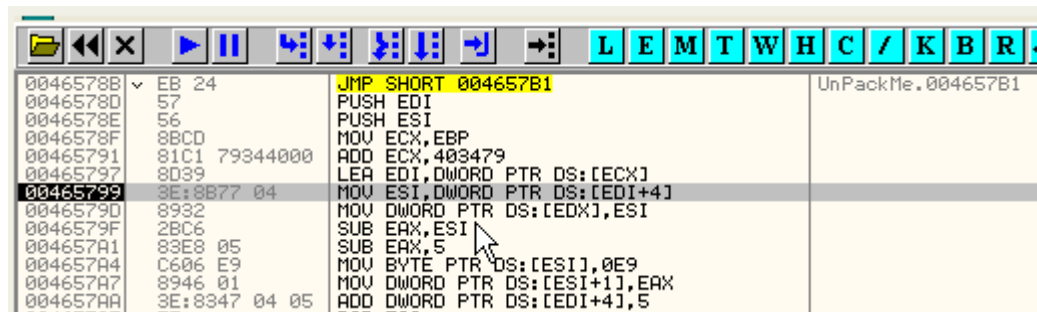 L E M T W H C / K B R
0046578B EB 24 JMP SHORT 004657B1 UnPackMe.004657B1
0046578D 57 PUSH EDI
0046578E 56 PUSH ESI
0046578F 8BCD MOV ECX,EBP
00465791 81C1 79344000 ADD ECX,403479
00465797 8D39 LEA EDI,DWORD PTR DS:[ECX]
00465799 3E:8B77 04 MOV ESI,DWORD PTR DS:[EDI+4]
0046579D 8932 MOV DWORD PTR DS:[EDX],ESI
0046579F 2BC6 SUB EAX,ESI
004657A1 83E8 05 SUB EAX,5
004657A4 C606 E9 MOV BYTE PTR DS:[ESI],0E9
004657A7 8946 01 MOV DWORD PTR DS:[ESI+1],EAX
004657AA 3E:8347 04 05 ADD DWORD PTR DS:[EDI+4],5